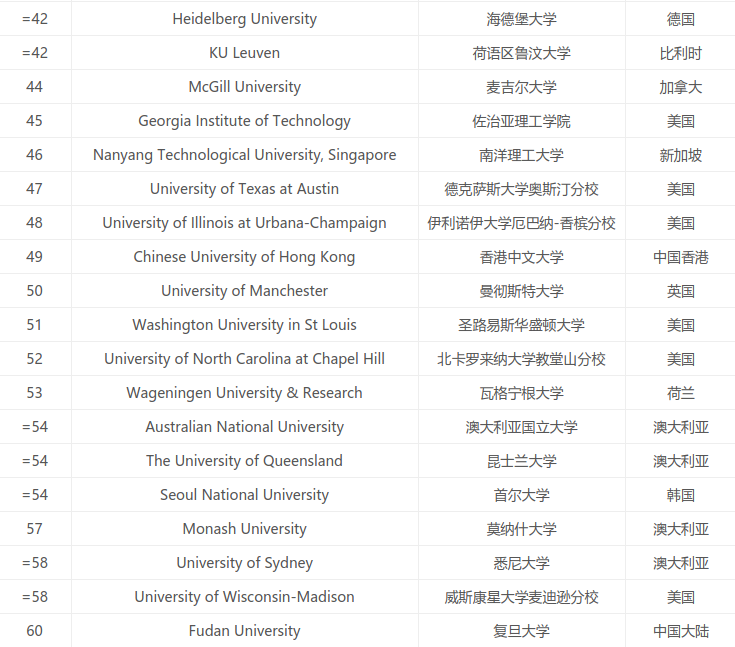 =42 Heidelberg University 海德堡大学 德国
=42 KU Leuven 荷语区鲁汶大学 比利时
44 McGill University 麦吉尔大学 加拿大
45 Georgia Institute of Technology 佐治亚理工学院 美国
46 Nanyang Technological University, Singapore 南洋理工大学 新加坡
47 University of Texas at Austin 德克萨斯大学奥斯汀分校 美国
48 University of Illinois at Urbana-Champaign 伊利诺伊大学厄巴纳-香槟分校 美国
49 Chinese University of Hong Kong 香港中文大学 中国香港
50 University of Manchester 曼彻斯特大学 英国
51 Washington University in St Louis 圣路易斯华盛顿大学 美国
52 University of North Carolina at Chapel Hill 北卡罗来纳大学教堂山分校 美国
53 Wageningen University & Research 瓦格宁根大学 荷兰
=54 Australian National University 澳大利亚国立大学 澳大利亚
=54 The University of Queensland 昆士兰大学 澳大利亚
=54 Seoul National University 首尔大学 韩国
57 Monash University 莫纳什大学 澳大利亚
=58 University of Sydney 悉尼大学 澳大利亚
=58 University of Wisconsin-Madison 威斯康星大学麦迪逊分校 美国
60 Fudan University 复旦大学 中国大陆